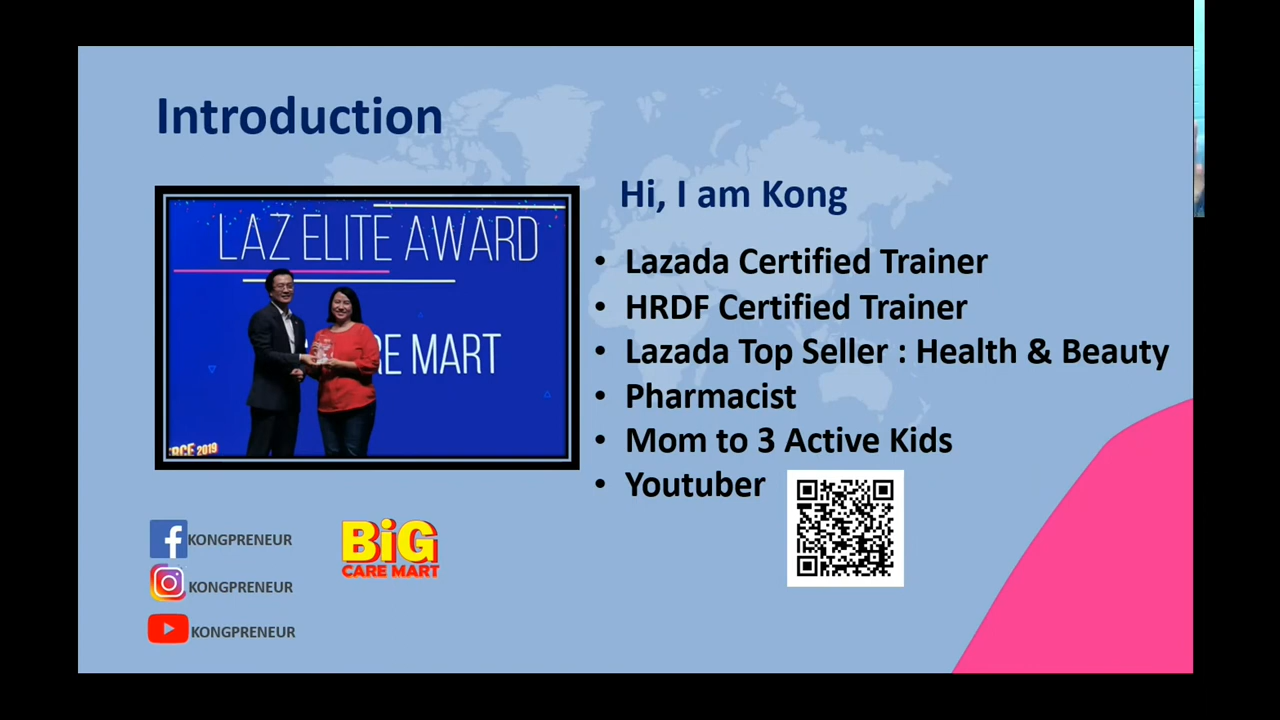 Introduction
LAZ ELITE AWARD
RE MART
RCE 2019
Hi, I am Kong
• Lazada Certified Trainer
• HRDF Certified Trainer
• Lazada Top Seller : Health & Beauty
• Pharmacist
• Mom to 3 Active Kids
• Youtuber
KONGPRENEUR
KONGPRENEUR
KONGPRENEUR
BiG
CARE MART